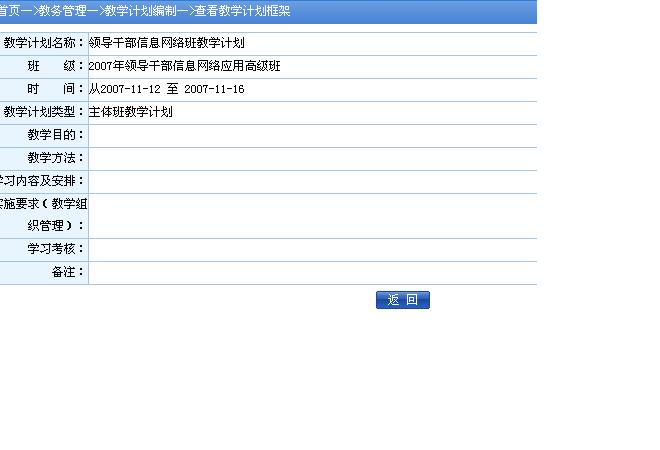 首页—>教务管理—>教学计划编制—>查看教学计划框架
教学计划名称：领导干部信息网络班教学计划
班　　级：2007年领导干部信息网络应用高级班
时　　间：从2007-11-12 至 2007-11-16
教学计划类型：主体班教学计划
教学目的：
教学方法：
学习内容及安排：
实施要求（教学组
织管理）：
学习考核：
备注：
返 回